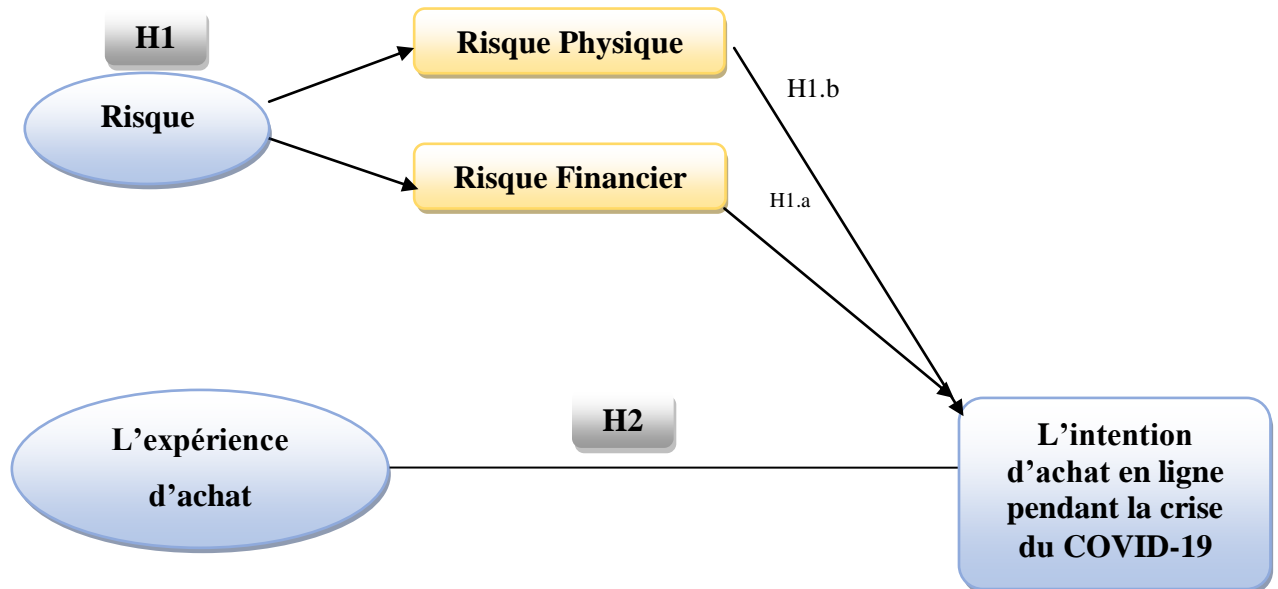 H1
Risque Physique
H1.b
Risque
Risque Financier
H1.a
L’expérience
d’achat
H2
L’intention
d’achat en ligne
pendant la crise
du COVID-19